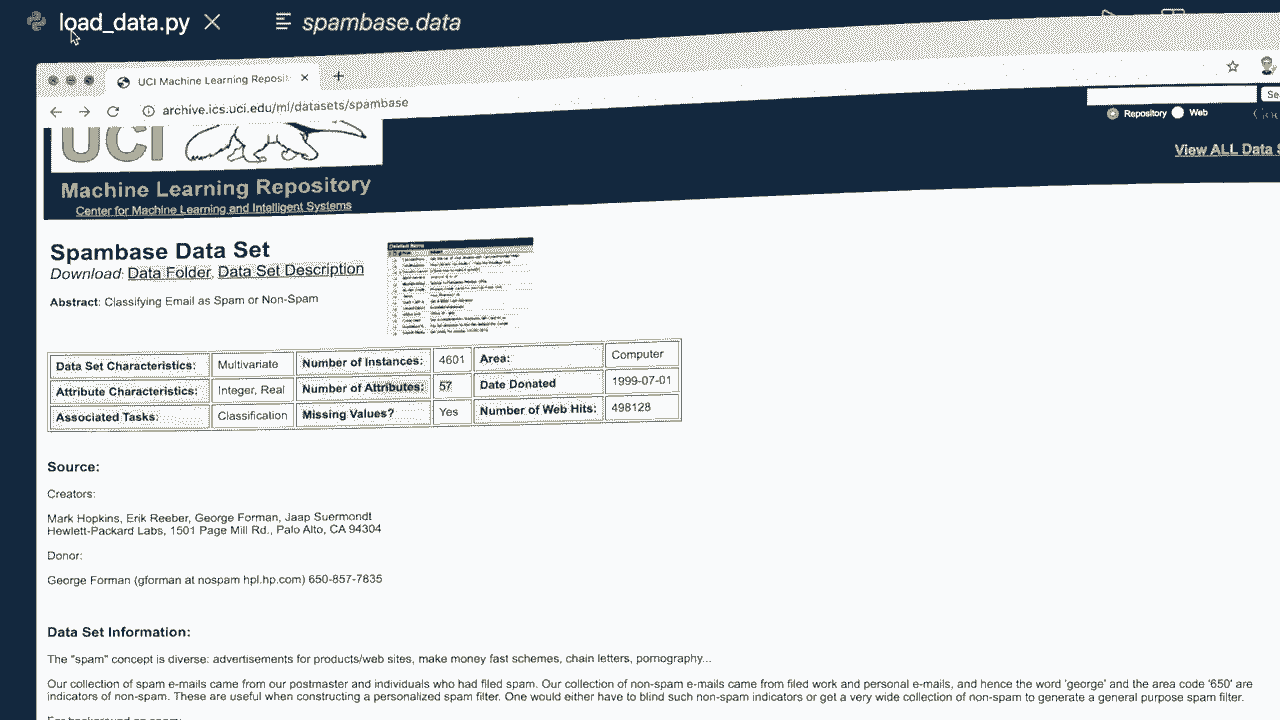 load_data.py
spambase.data
UCI Machine Learning Reposit
archive.ics.uci.edu/ml/datasets/spambase
Se
Repository Web
UCI
View ALL Data S
Machine Learning Repository
Center for Machine Learning and Intelligent Systems
Spambase Data Set
Download: Data Folder, Data Set Description
Abstract: Classifying Email as Spam or Non-Spam
Data Set Characteristics: Multivariate Number of Instances: 4601 Area: Computer
Attribute Characteristics: Integer, Real Number of Attributes: 57 Date Donated 1999-07-01
Associated Tasks: Classification Missing Values? Yes Number of Web Hits: 498128
Source:
Creators:
Mark Hopkins, Erik Reeber, George Forman, Jaap Suermondt
Hewlett-Packard Labs, 1501 Page Mill Rd., Palo Alto, CA 94304
Donor:
George Forman (gforman at nospam hpl.hp.com) 650-857-7835
Data Set Information:
The "spam" concept is diverse: advertisements for products/web sites, make money fast schemes, chain letters, pornography...
Our collection of spam e-mails came from our postmaster and individuals who had filed spam. Our collection of non-spam e-mails came from filed work and personal e-mails, and hence the word 'george' and the area code '650' are
indicators of non-spam. These are useful when constructing a personalized spam filter. One would either have to blind such non-spam indicators or get a very wide collection of non-spam to generate a general purpose spam filter.